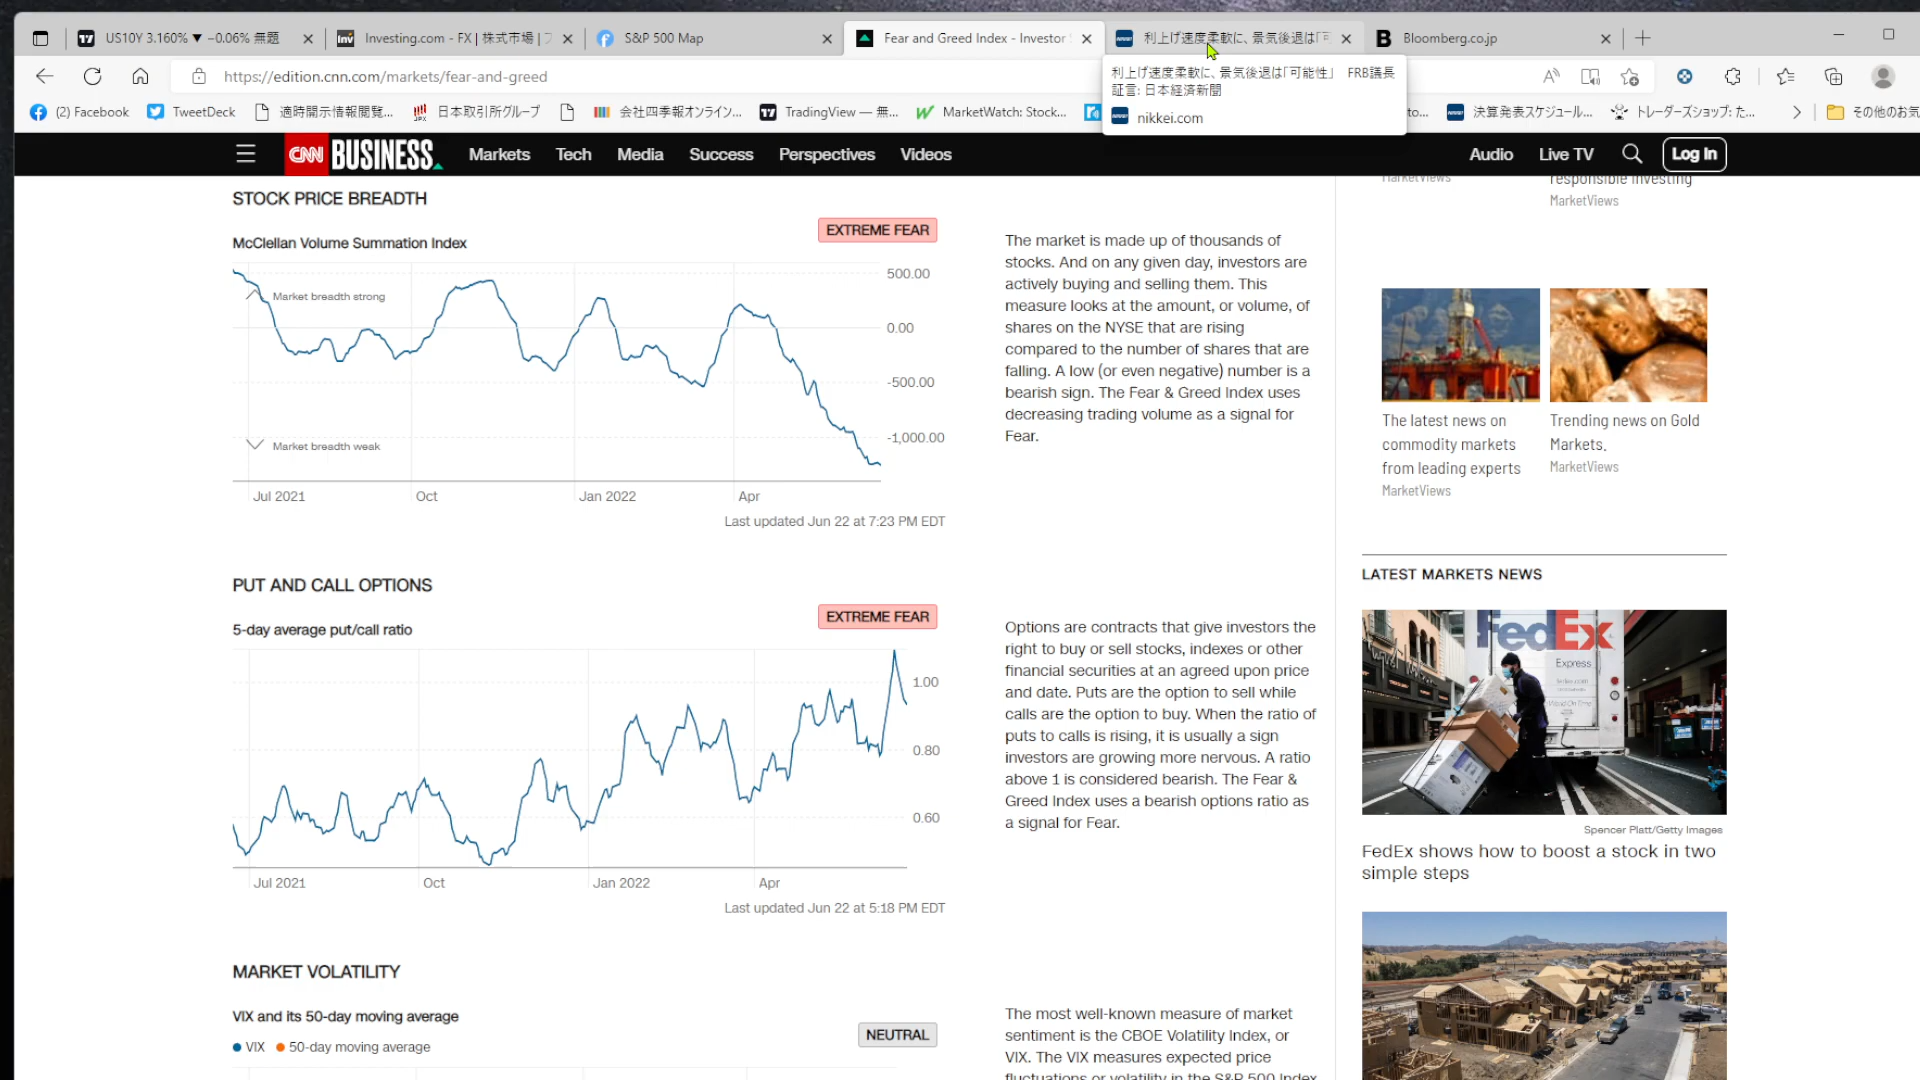 US10Y 3.160% ▼ −0.06% 無題
Investing.com - FX | 株式市場 | フ
S&P 500 Map
Fear and Greed Index - Investor S
利上げ速度柔軟に、景気後退は「可
Bloomberg.co.jp
https://edition.cnn.com/markets/fear-and-greed
利上げ速度柔軟に、景気後退は「可能性」 FRB議長
証言: 日本経済新聞
nikkei.com
(2) Facebook
TweetDeck
適時開示情報閲覧...
日本取引所グループ
会社四季報オンライン...
TradingView — 無...
MarketWatch: Stock...
to...
決算発表スケジュール...
トレーダーズショップ: た...
その他のお気
CNN BUSINESS
Markets
Tech
Media
Success
Perspectives
Videos
Audio
Live TV
Log In
STOCK PRICE BREADTH
EXTREME FEAR
McClellan Volume Summation Index
Market breadth strong
Market breadth weak
500.00
0.00
-500.00
-1,000.00
Jul 2021
Oct
Jan 2022
Apr
Last updated Jun 22 at 7:23 PM EDT
The market is made up of thousands of
stocks. And on any given day, investors are
actively buying and selling them. This
measure looks at the amount, or volume, of
shares on the NYSE that are rising
compared to the number of shares that are
falling. A low (or even negative) number is a
bearish sign. The Fear & Greed Index uses
decreasing trading volume as a signal for
Fear.
PUT AND CALL OPTIONS
EXTREME FEAR
5-day average put/call ratio
1.00
0.80
0.60
Jul 2021
Oct
Jan 2022
Apr
Last updated Jun 22 at 5:18 PM EDT
Options are contracts that give investors the
right to buy or sell stocks, indexes or other
financial securities at an agreed upon price
and date. Puts are the option to sell while
calls are the option to buy. When the ratio of
puts to calls is rising, it is usually a sign
investors are growing more nervous. A ratio
above 1 is considered bearish. The Fear &
Greed Index uses a bearish options ratio as
a signal for Fear.
MARKET VOLATILITY
VIX and its 50-day moving average
NEUTRAL
VIX
50-day moving average
The most well-known measure of market
sentiment is the CBOE Volatility Index, or
VIX. The VIX measures expected price
fluctuations or volatility in the S&P 500 Index
MarketViews
responsible investing
MarketViews
The latest news on
commodity markets
from leading experts
MarketViews
Trending news on Gold
Markets.
MarketViews
LATEST MARKETS NEWS
FedEx
Express
Spencer Platt/Getty Images
FedEx shows how to boost a stock in two
simple steps